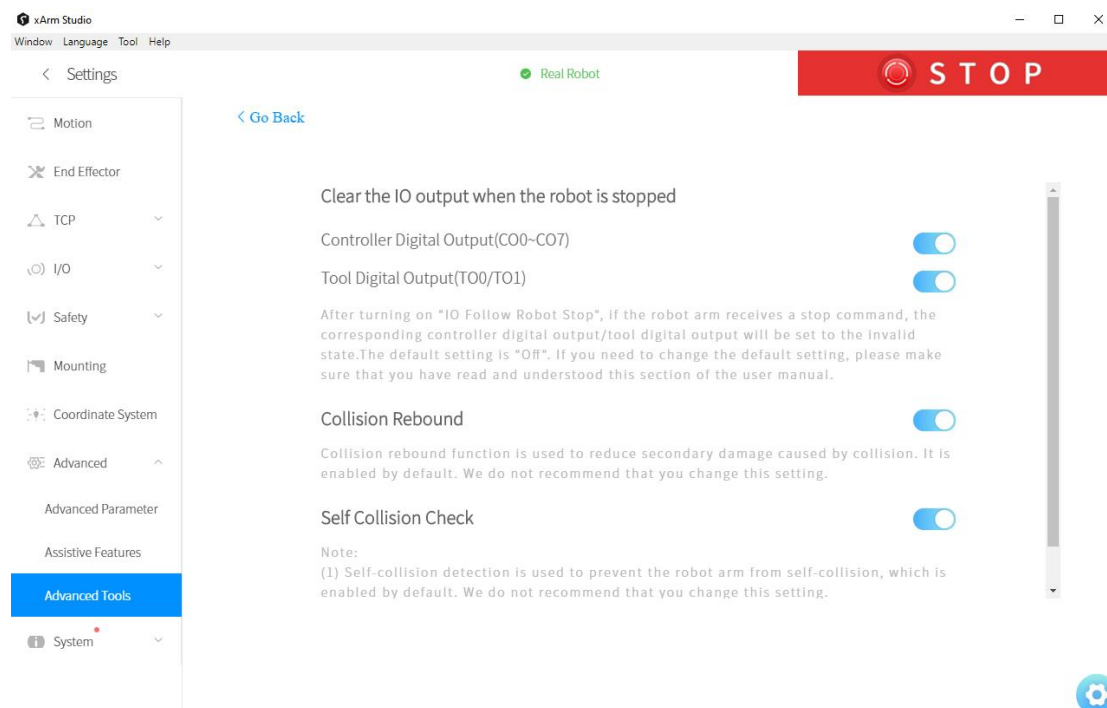 xArm Studio
Window Language Tool Help
Settings
Real Robot
STOP
Motion
End Effector
TCP
I/O
Safety
Mounting
Coordinate System
Advanced
Advanced Parameter
Assistive Features
Advanced Tools
System
Go Back
Clear the IO output when the robot is stopped
Controller Digital Output(CO0~CO7)
Tool Digital Output(TO0/TO1)
After turning on "IO Follow Robot Stop", if the robot arm receives a stop command, the
corresponding controller digital output/tool digital output will be set to the invalid
state.The default setting is "Off". If you need to change the default setting, please make
sure that you have read and understood this section of the user manual.
Collision Rebound
Collision rebound function is used to reduce secondary damage caused by collision. It is
enabled by default. We do not recommend that you change this setting.
Self Collision Check
Note:
(1) Self-collision detection is used to prevent the robot arm from self-collision, which is
enabled by default. We do not recommend that you change this setting.